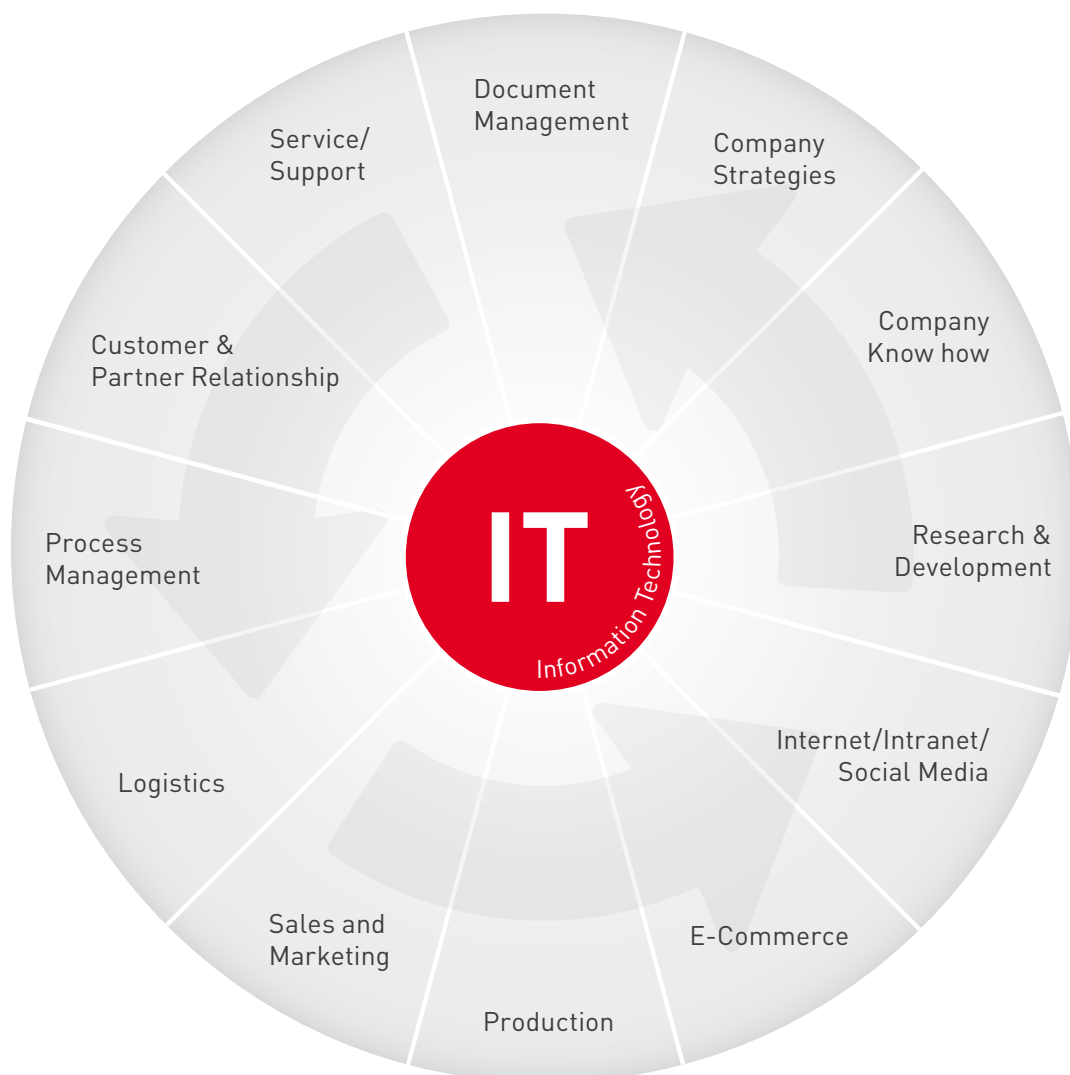 Document
Management
Company
Strategies
Company
Know how
Research &
Development
Internet/Intranet/
Social Media
E-Commerce
Production
Sales and
Marketing
Logistics
Process
Management
Customer &
Partner Relationship
Service/
Support
IT
Information Technology